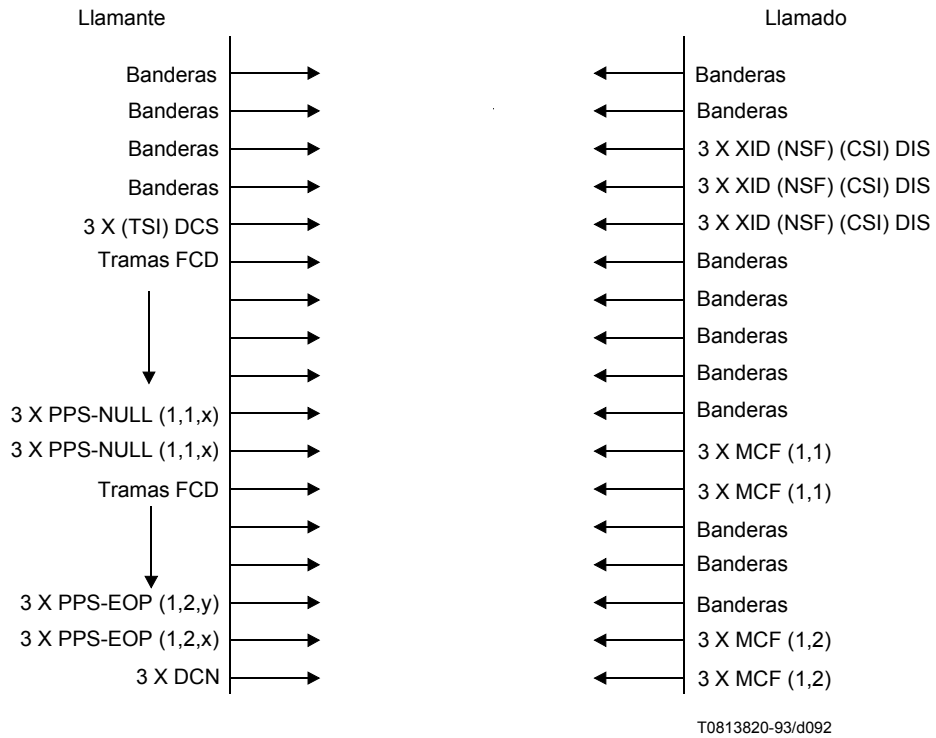 Llamante Llamado
Banderas Banderas
Banderas Banderas
Banderas 3 X XID (NSF) (CSI) DIS
Banderas 3 X XID (NSF) (CSI) DIS
3 X (TSI) DCS 3 X XID (NSF) (CSI) DIS
Tramas FCD Banderas
Banderas
Banderas
Banderas
3 X PPS-NULL (1,1,x) Banderas
3 X PPS-NULL (1,1,x) 3 X MCF (1,1)
Tramas FCD 3 X MCF (1,1)
Banderas
Banderas
3 X PPS-EOP (1,2,y) Banderas
3 X PPS-EOP (1,2,x) 3 X MCF (1,2)
3 X DCN 3 X MCF (1,2)
T0813820-93/d092